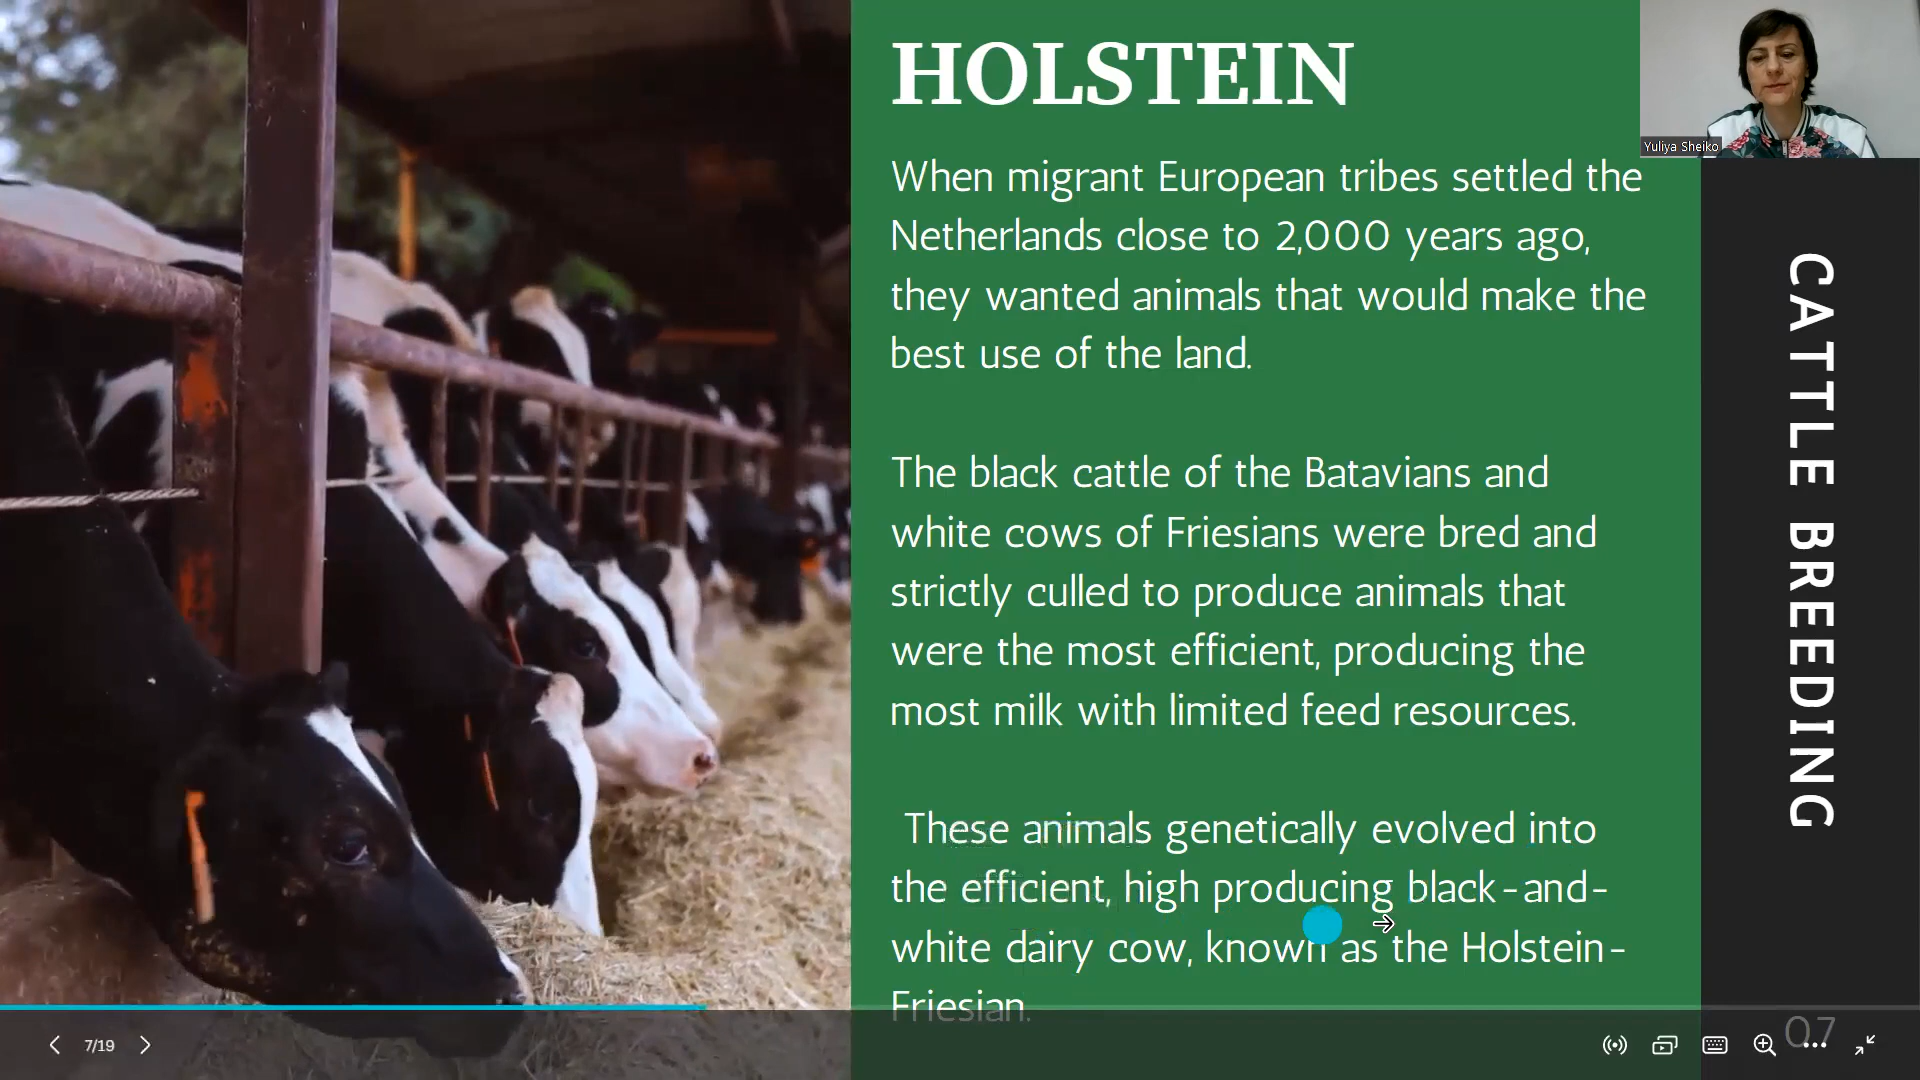 HOLSTEIN
Yuliya Sheiko
When migrant European tribes settled the
Netherlands close to 2,000 years ago,
they wanted animals that would make the
best use of the land.
The black cattle of the Batavians and
white cows of Friesians were bred and
strictly culled to produce animals that
were the most efficient, producing the
most milk with limited feed resources.
These animals genetically evolved into
the efficient, high producing black-and-
white dairy cow, known as the Holstein-
Friesian.
CATTLE BREEDING
07
7/19